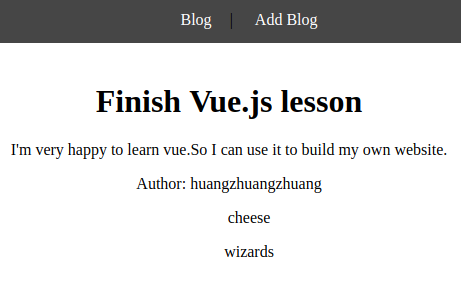 Blog | Add Blog
Finish Vue.js lesson
I'm very happy to learn vue.So I can use it to build my own website.
Author: huangzhuangzhuang
cheese
wizards